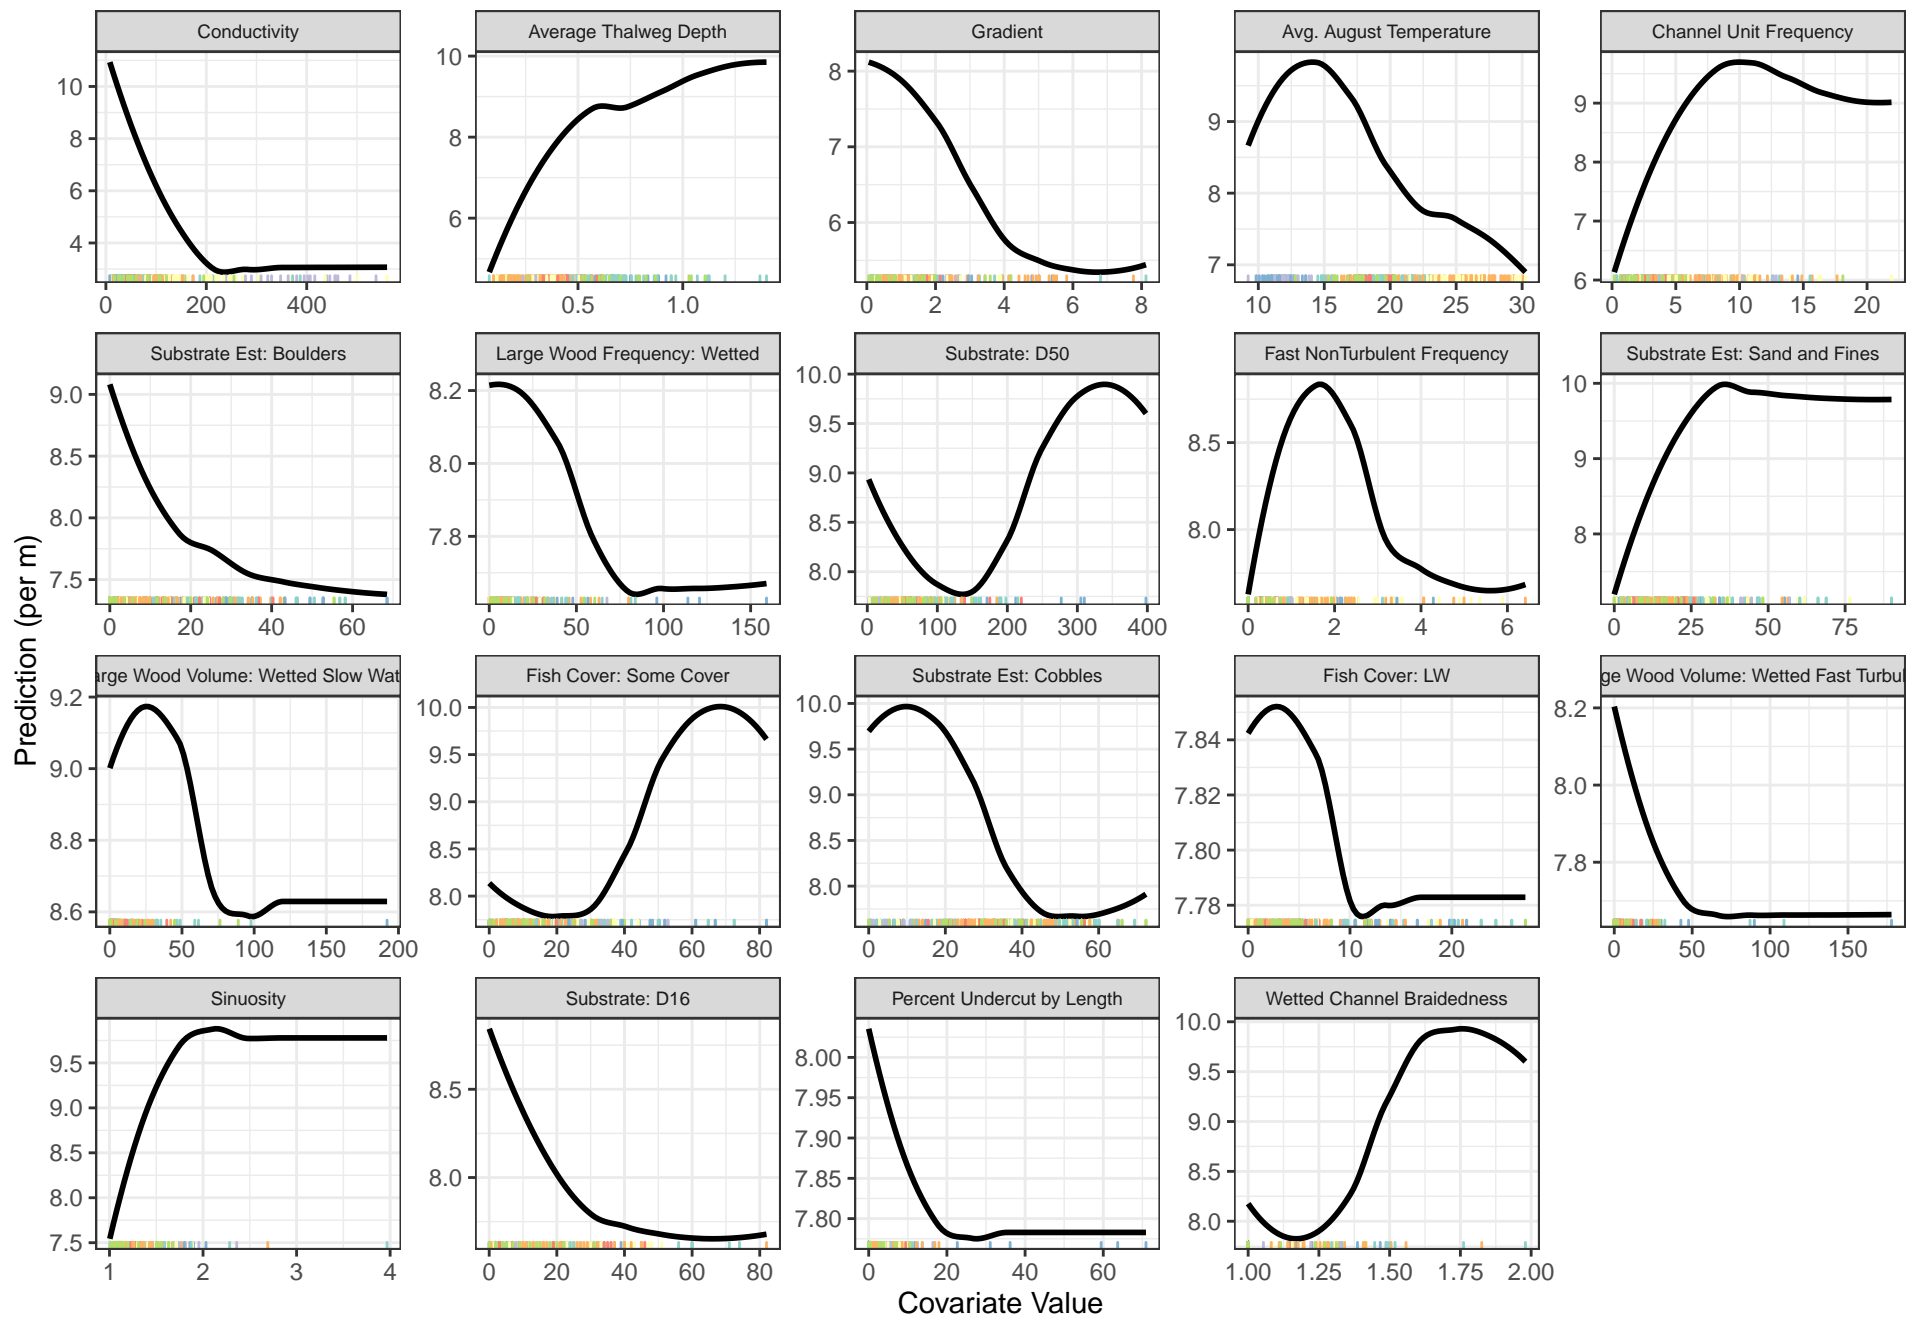 Conductivity
Average Thalweg Depth
Gradient
Avg. August Temperature
Channel Unit Frequency
10
8
6
4
0 200 400
10
8
6
0.5 1.0
8
7
6
0 2 4 6 8
9
8
7
10 15 20 25 30
9
8
7
6
0 5 10 15 20
Substrate Est: Boulders
Large Wood Frequency: Wetted
Substrate: D50
Fast NonTurbulent Frequency
Substrate Est: Sand and Fines
9.0
8.5
8.0
7.5
0 20 40 60
8.2
8.0
7.8
0 50 100 150
10.0
9.5
9.0
8.5
8.0
0 100 200 300 400
8.5
8.0
0 2 4 6
10
9
8
0 25 50 75
Prediction (per m)
arge Wood Volume: Wetted Slow Wat
Fish Cover: Some Cover
Substrate Est: Cobbles
Fish Cover: LW
ge Wood Volume: Wetted Fast Turbul
9.2
9.0
8.8
8.6
0 50 100 150 200
10.0
9.5
9.0
8.5
8.0
0 20 40 60 80
10.0
9.5
9.0
8.5
8.0
0 20 40 60
7.84
7.82
7.80
7.78
0 10 20
8.2
8.0
7.8
0 50 100 150
Sinuosity
Substrate: D16
Percent Undercut by Length
Wetted Channel Braidedness
9.5
9.0
8.5
8.0
7.5
1 2 3 4
8.5
8.0
0 20 40 60 80
8.00
7.95
7.90
7.85
7.80
0 20 40 60
10.0
9.5
9.0
8.5
8.0
1.00 1.25 1.50 1.75 2.00
Covariate Value